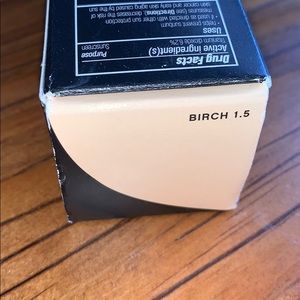 Drug Facts
Active ingredient(s)
Titanium dioxide 6.2%
Purpose
Sunscreen
Uses
• helps prevent sunburn
• if used as directed with other sun protection
measures (see Directions), decreases the risk of
skin cancer and early skin aging caused by the sun
BIRCH 1.5